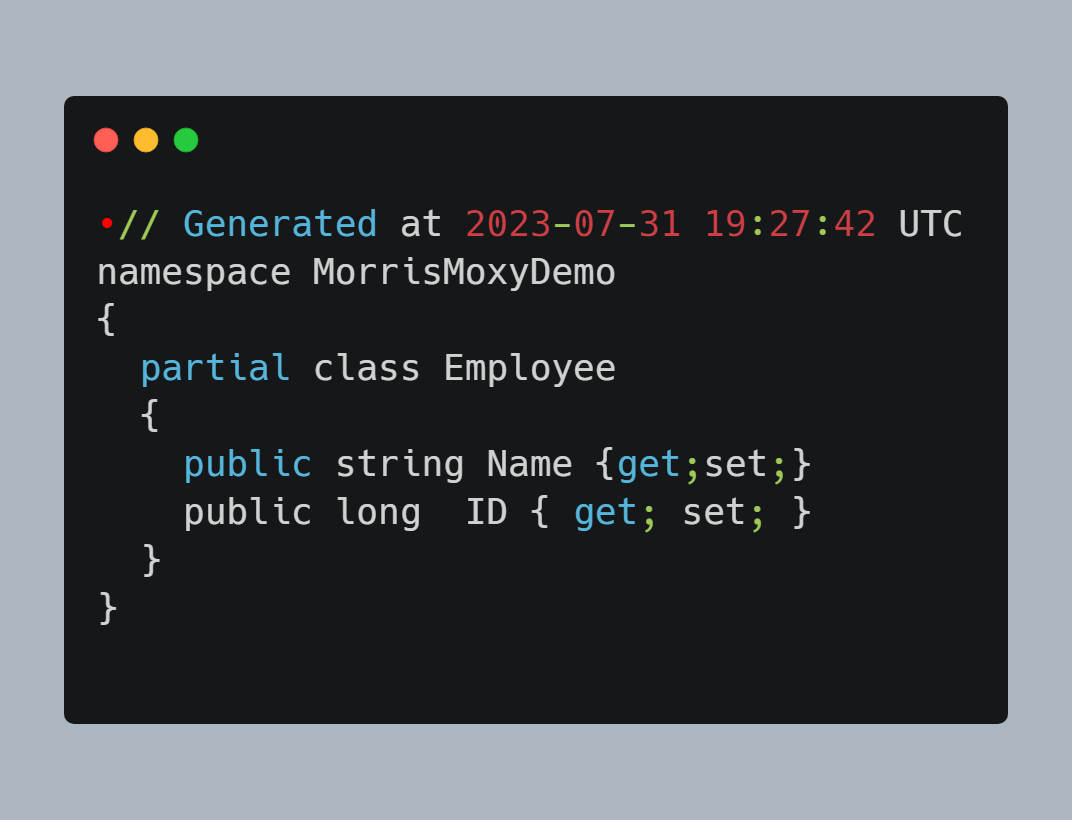 •// Generated at 2023-07-31 19:27:42 UTC
namespace MorrisMoxyDemo
{
  partial class Employee
  {
    public string Name {get;set;}
    public long  ID { get; set; }
  }
}